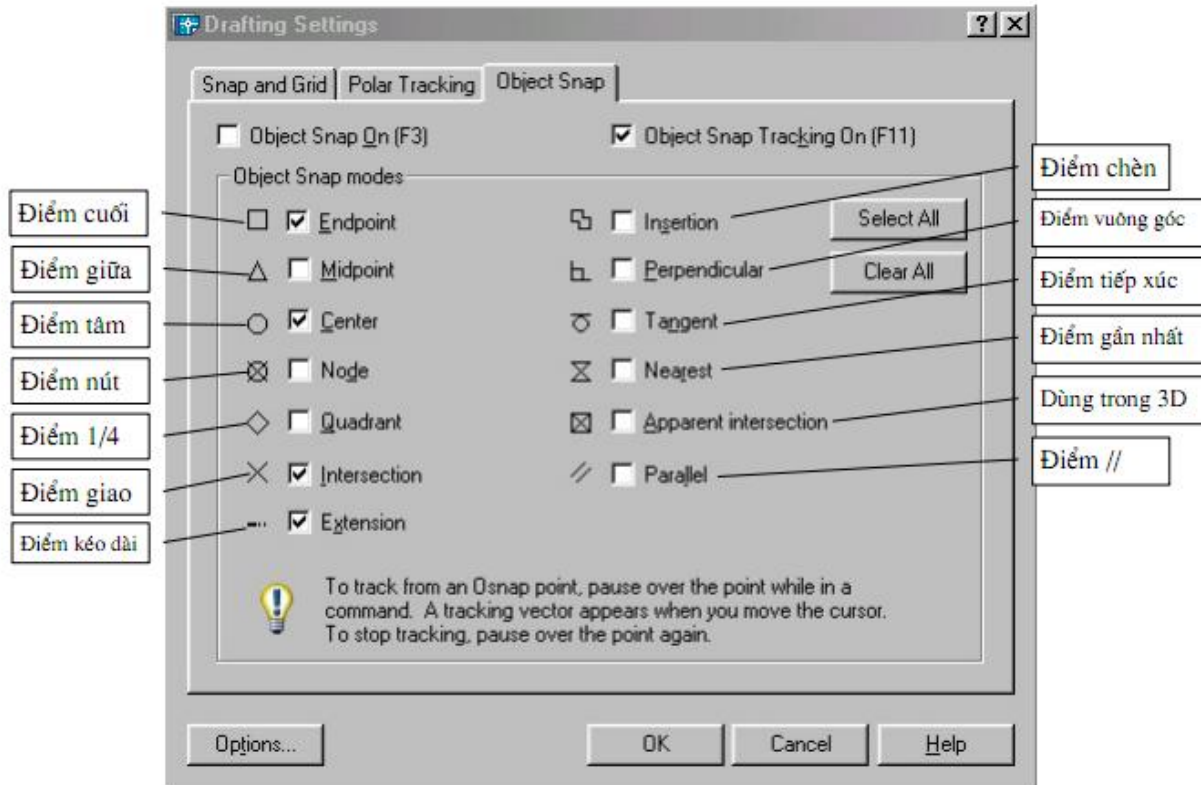 Drafting Settings
Snap and Grid
Polar Tracking
Object Snap
Object Snap On (F3)
Object Snap Tracking On (F11)
Object Snap modes
Điểm cuối
Endpoint
Insertion
Select All
Điểm chèn
Điểm giữa
Midpoint
Perpendicular
Clear All
Điểm vuông góc
Điểm tâm
Center
Tangent
Điểm tiếp xúc
Điểm nút
Node
Nearest
Điểm gần nhất
Điểm 1/4
Quadrant
Apparent intersection
Dùng trong 3D
Điểm giao
Intersection
Parallel
Điểm //
Điểm kéo dài
Extension
To track from an Osnap point, pause over the point while in a
command. A tracking vector appears when you move the cursor.
To stop tracking, pause over the point again.
Options...
OK
Cancel
Help